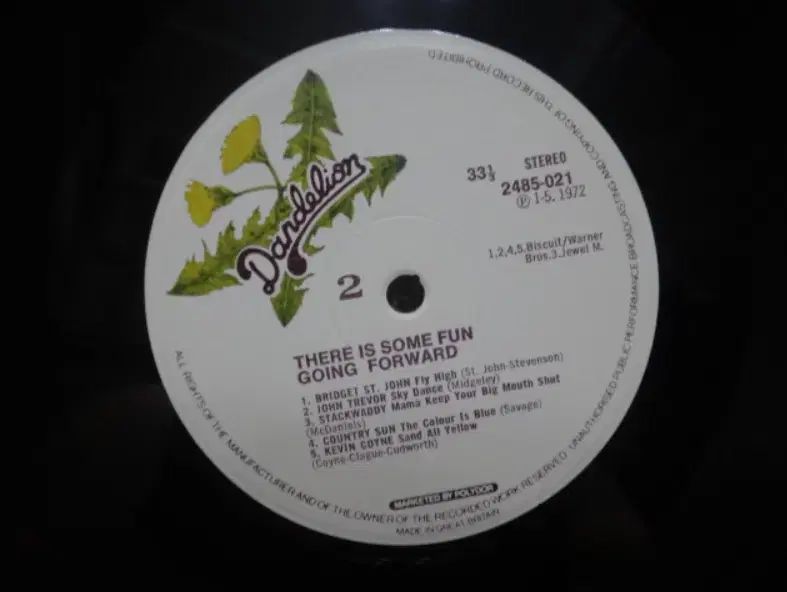 Dandelion
2
33⅓
STEREO
2485-021
Ⓟ 1-5. 1972
1,2,4,5.Biscuit/Warner
Bros.3.Jewel M.
THERE IS SOME FUN
GOING FORWARD
1. BRIDGET ST. JOHN Fly High (St. John-Stevenson)
2. JOHN TREVOR Sky Dance (Midgeley)
3. STACKWADDY Mama Keep Your Big Mouth Shut
(McDaniels)
4. COUNTRY SUN The Colour Is Blue (Savage)
5. KEVIN COYNE Sand All Yellow
(Coyne-Clague-Cudworth)
MARKETED BY POLYDOR
ALL RIGHTS OF THE MANUFACTURER AND OF THE OWNER OF THE RECORDED WORK RESERVED UNAUTHORISED PUBLIC PERFORMANCE BROADCASTING AND COPYING OF THIS RECORD PROHIBITED
MADE IN GREAT BRITAIN